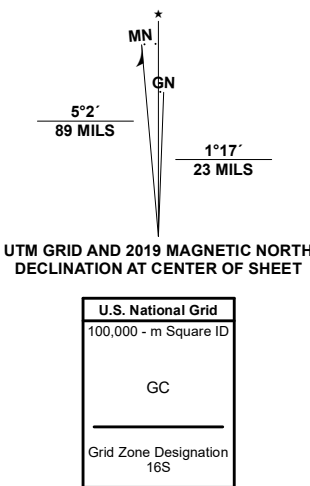 ★
MN
GN
5°2´
89 MILS
1°17´
23 MILS
UTM GRID AND 2019 MAGNETIC NORTH
DECLINATION AT CENTER OF SHEET
U.S. National Grid
100,000 - m Square ID
GC
Grid Zone Designation
16S